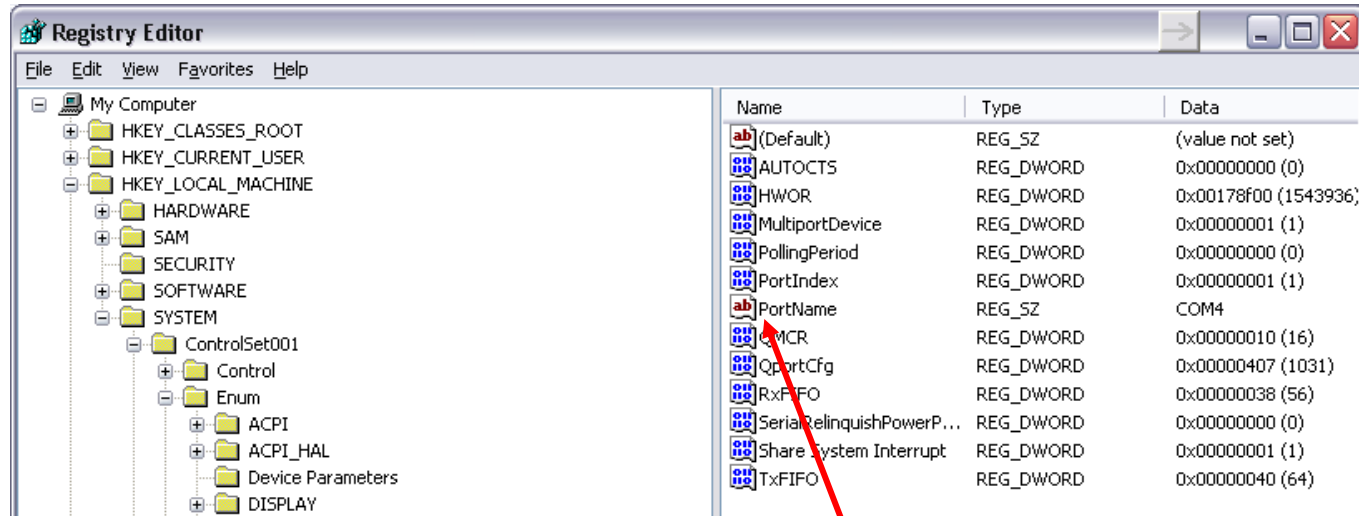 Registry Editor
File Edit View Favorites Help
My Computer
HKEY_CLASSES_ROOT
HKEY_CURRENT_USER
HKEY_LOCAL_MACHINE
HARDWARE
SAM
SECURITY
SOFTWARE
SYSTEM
ControlSet001
Control
Enum
ACPI
ACPI_HAL
Device Parameters
DISPLAY
Name Type Data
(Default) REG_SZ (value not set)
AUTOCTS REG_DWORD 0x00000000 (0)
HWOR REG_DWORD 0x00178f00 (1543936)
MultiportDevice REG_DWORD 0x00000001 (1)
PollingPeriod REG_DWORD 0x00000000 (0)
PortIndex REG_DWORD 0x00000001 (1)
PortName REG_SZ COM4
QMCR REG_DWORD 0x00000010 (16)
QportCfg REG_DWORD 0x00000407 (1031)
RxFIFO REG_DWORD 0x00000038 (56)
SerialRelinquishPowerP... REG_DWORD 0x00000000 (0)
Share System Interrupt REG_DWORD 0x00000001 (1)
TxFIFO REG_DWORD 0x00000040 (64)